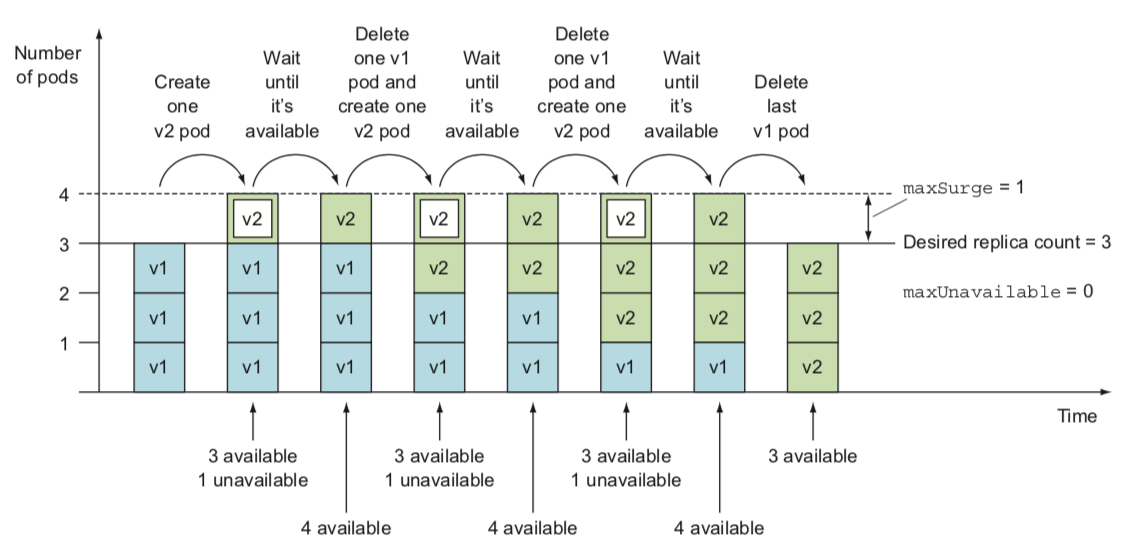 Number
of pods
Create
one
v2 pod
Wait
until
it's
available
Delete
one v1
pod and
create one
v2 pod
Wait
until
it's
available
Delete
one v1
pod and
create one
v2 pod
Wait
until
it's
available
Delete
last
v1 pod
4
3
2
1
v1
v1
v1
v2
v1
v1
v1
v2
v1
v1
v1
v2
v2
v1
v1
v2
v2
v1
v1
v2
v2
v2
v1
v2
v2
v2
v1
v2
v2
v2
maxSurge = 1
Desired replica count = 3
maxUnavailable = 0
Time
3 available
1 unavailable
4 available
3 available
1 unavailable
4 available
3 available
1 unavailable
4 available
3 available